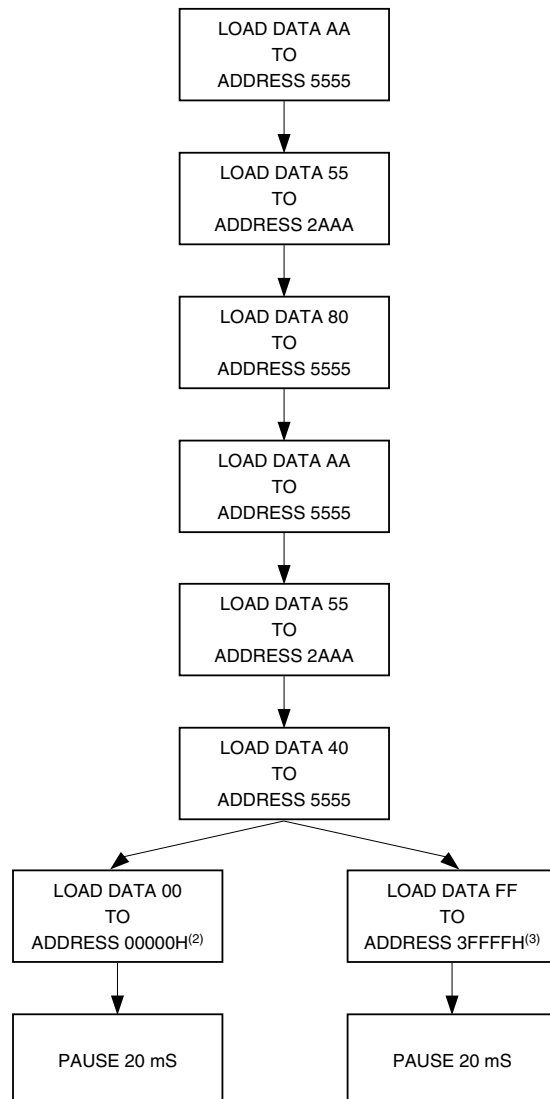 LOAD DATA AA
TO
ADDRESS 5555
LOAD DATA 55
TO
ADDRESS 2AAA
LOAD DATA 80
TO
ADDRESS 5555
LOAD DATA AA
TO
ADDRESS 5555
LOAD DATA 55
TO
ADDRESS 2AAA
LOAD DATA 40
TO
ADDRESS 5555
LOAD DATA 00
TO
ADDRESS 00000H(2)
LOAD DATA FF
TO
ADDRESS 3FFFFH(3)
PAUSE 20 mS
PAUSE 20 mS